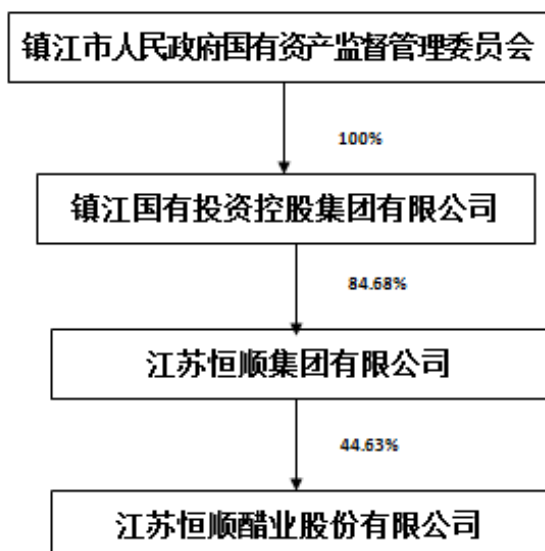 镇江市人民政府国有资产监督管理委员会
100%
镇江国有投资控股集团有限公司
84.68%
江苏恒顺集团有限公司
44.63%
江苏恒顺醋业股份有限公司